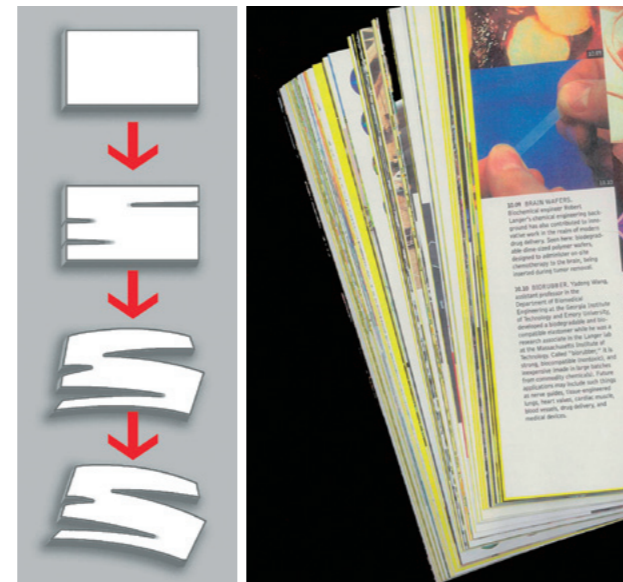 10.09
10.10
10.09 BRAIN WAFERS.
Biochemical engineer Robert
Langer's chemical engineering back-
ground has also contributed to inno-
vative work in the realm of modern
drug delivery. Seen here: biodegrad-
able dime-sized polymer wafers,
designed to administer on site
chemotherapy to the brain, being
inserted during tumor removal.
10.10 BIORUBBER. Yadong Wang,
assistant professor in the
Department of Biomedical
Engineering at the Georgia Institute
of Technology and Emory University,
developed a biodegradable and bio-
compatible elastomer while he was a
research associate in the Langer lab
at the Massachusetts Institute of
Technology. Called "biorubber," it is
strong, biocompatible (nontoxic), and
inexpensive (made in large batches
from commodity chemicals). Future
applications may include such things
as nerve guides, tissue-engineered
lungs, heart valves, cardiac muscle,
blood vessels, drug delivery, and
medical devices.